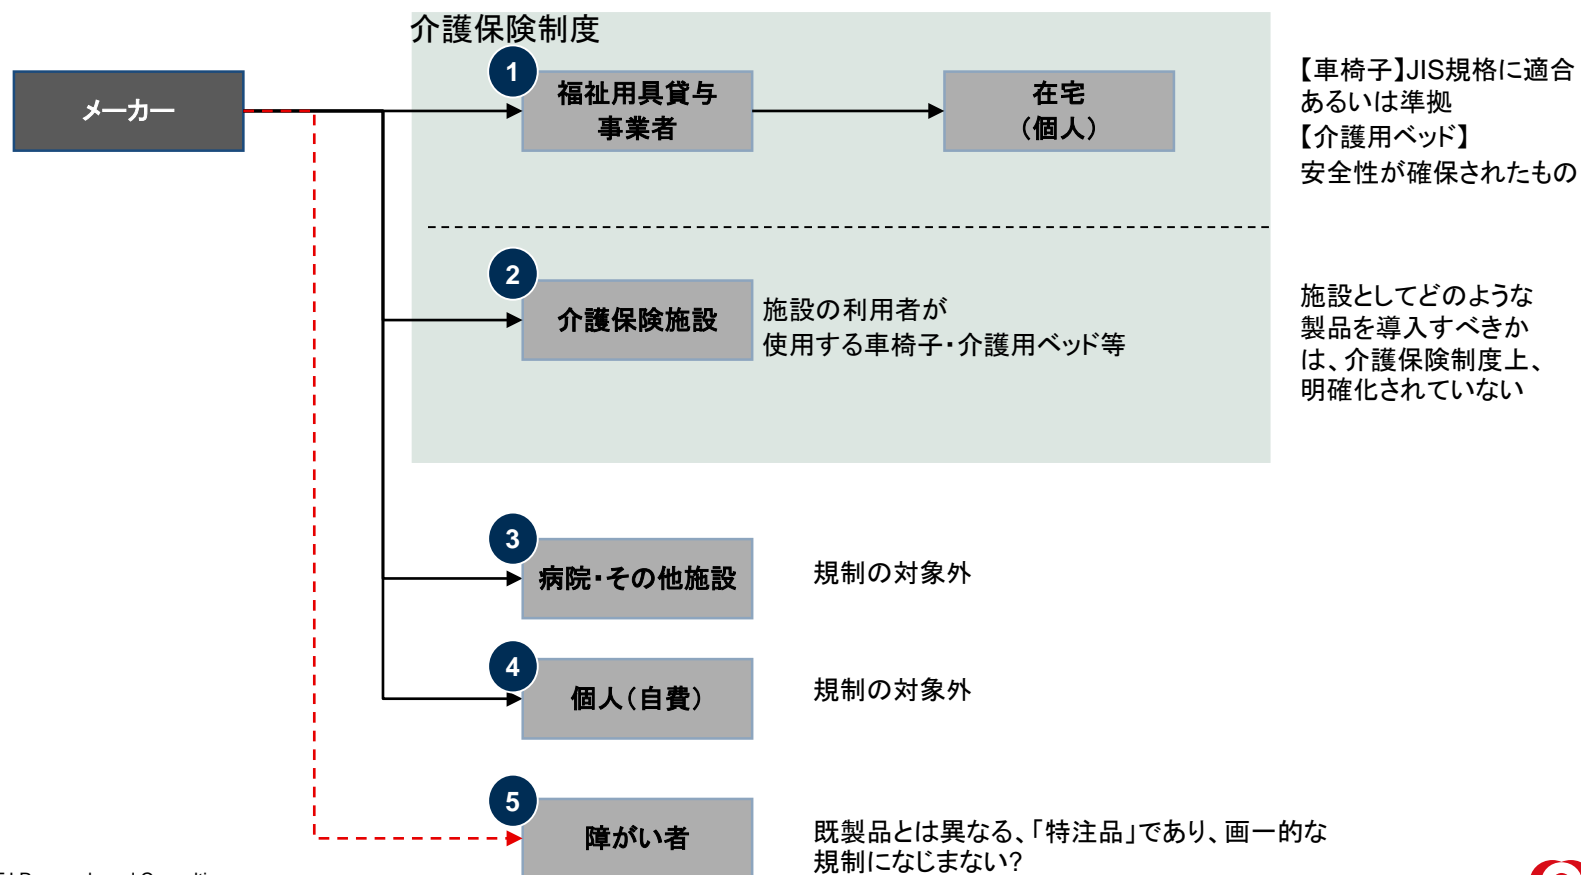 介護保険制度
メーカー
1
福祉用具貸与
事業者
在宅
(個人)
【車椅子】JIS規格に適合
あるいは準拠
【介護用ベッド】
安全性が確保されたもの
2
介護保険施設
施設の利用者が
使用する車椅子・介護用ベッド等
施設としてどのような
製品を導入すべきか
は、介護保険制度上、
明確化されていない
3
病院・その他施設
規制の対象外
4
個人(自費)
規制の対象外
5
障がい者
既製品とは異なる、「特注品」であり、画一的な
規制になじまない?